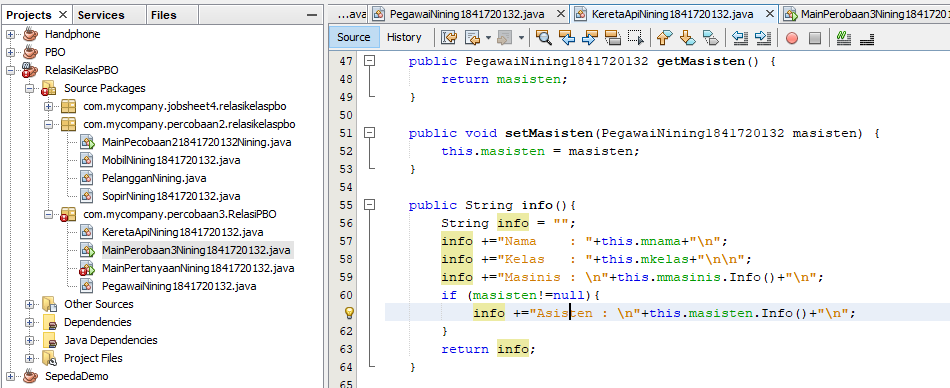 Projects × Services Files
Handphone
PBO
RelasiKelasPBO
Source Packages
com.mycompany.jobsheet4.relasikelaspbo
com.mycompany.percobaan2.relasikelaspbo
MainPecobaan21841720132Nining.java
MobilNining1841720132.java
PelangganNining.java
SopirNining1841720132.java
com.mycompany.percobaan3.RelasiPBO
KeretaApiNining1841720132.java
MainPerobaan3Nining1841720132.java
MainPertanyaanNining1841720132.java
PegawaiNining1841720132.java
Other Sources
Dependencies
Java Dependencies
Project Files
SepedaDemo
...ava PegawaiNining1841720132.java × KeretaApiNining1841720132.java × MainPerobaan3Nining1841720
Source History
47 public PegawaiNining1841720132 getMasisten() {
48 return masisten;
49 }
50
51 public void setMasisten(PegawaiNining1841720132 masisten) {
52 this.masisten = masisten;
53 }
54
55 public String info(){
56 String info = "";
57 info +="Nama : "+this.mnama+"\n";
58 info +="Kelas : "+this.mkelas+"\n\n";
59 info +="Masinis : \n"+this.mmasinis.Info()+"\n";
60 if (masisten!=null){
info +="Asisten : \n"+this.masisten.Info()+"\n";
62 }
63 return info;
64 }
65